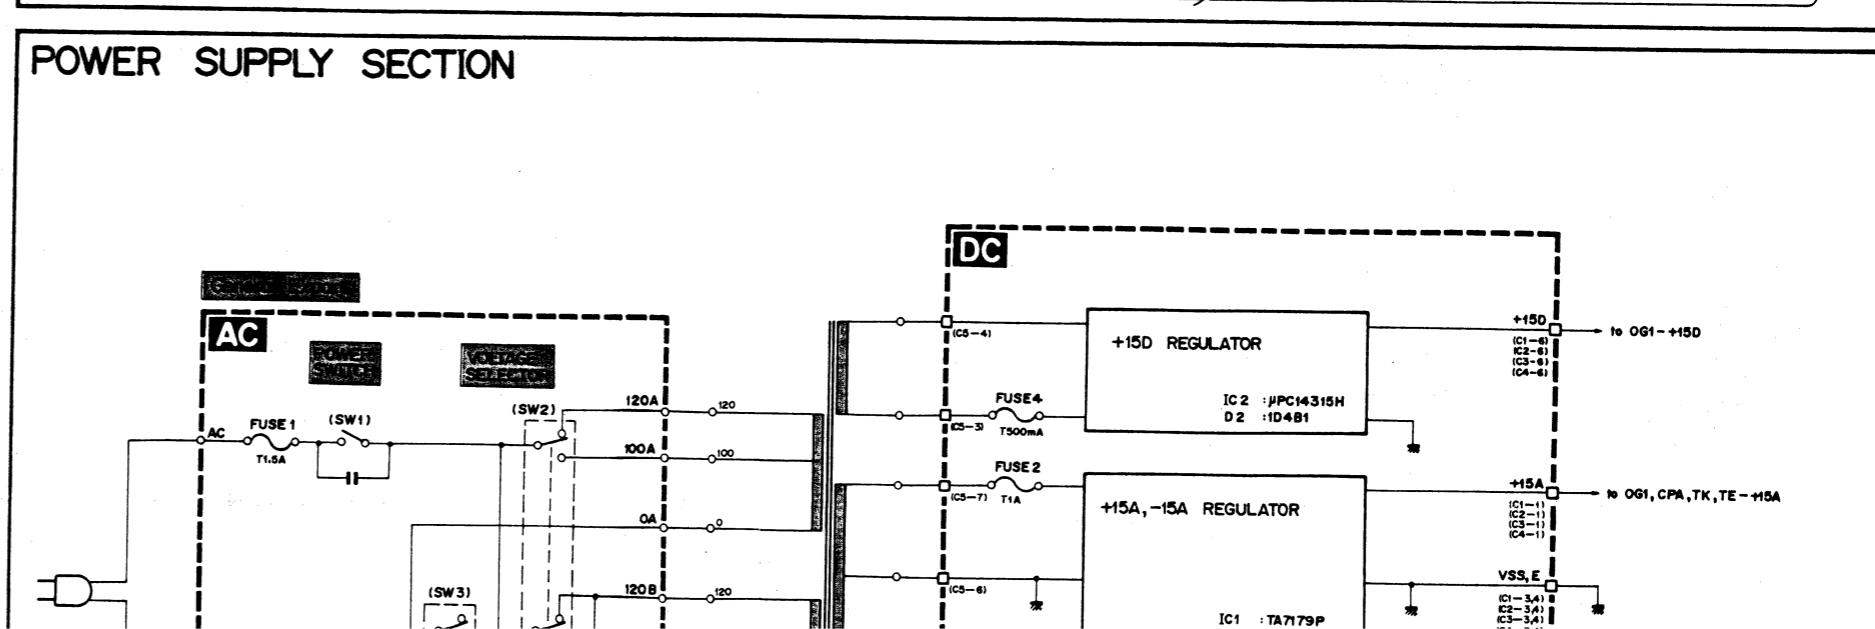 POWER SUPPLY SECTION
DC
General Exports
AC
POWER
SWITCH
VOLTAGE
SELECTOR
(C5-4)
+15D REGULATOR
IC2 :μPC14315H
D2 :1D4B1
+15D
(C1-6)
(C2-6)
(C3-6)
(C4-6)
to OG1-+15D
AC
FUSE1
T1.5A
(SW1)
(SW2)
120A
120
100A
100
(C5-3)
FUSE4
T500mA
(C5-7)
FUSE2
T1A
+15A,-15A REGULATOR
IC1 :TA7179P
+15A
(C1-1)
(C2-1)
(C3-1)
(C4-1)
to OG1,CPA,TK,TE-+15A
0A
0
(SW3)
120B
120
(C5-6)
VSS,E
(C1-3,4)
(C2-3,4)
(C3-3,4)